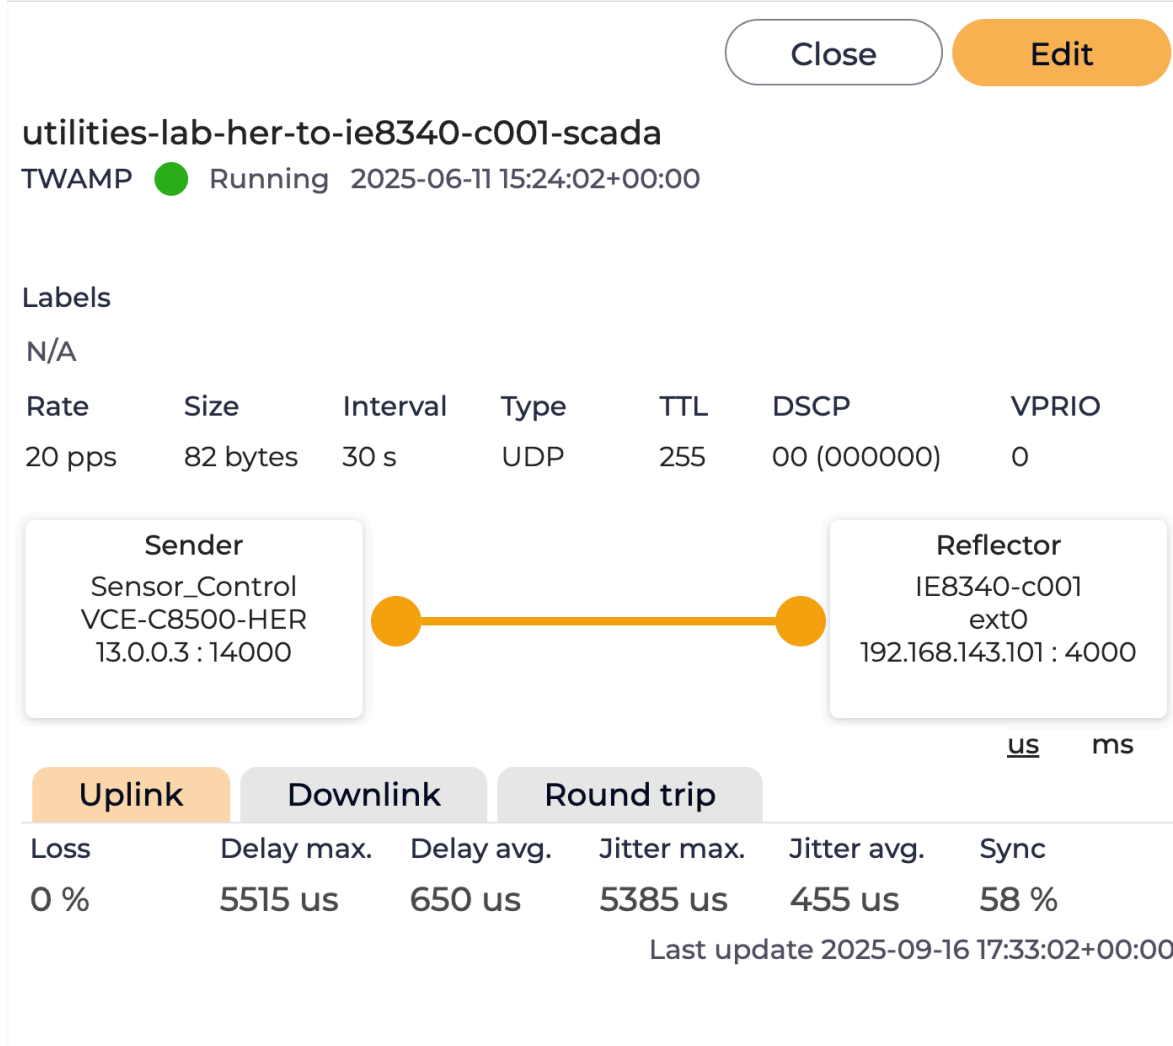 Close Edit
utilities-lab-her-to-ie8340-c001-scada
TWAMP Running 2025-06-11 15:24:02+00:00
Labels
N/A
Rate Size Interval Type TTL DSCP VPRIO
20 pps 82 bytes 30 s UDP 255 00 (000000) 0
Sender
Sensor_Control
VCE-C8500-HER
13.0.0.3 : 14000
Reflector
IE8340-c001
ext0
192.168.143.101 : 4000
us ms
Uplink Downlink Round trip
Loss Delay max. Delay avg. Jitter max. Jitter avg. Sync
0 % 5515 us 650 us 5385 us 455 us 58 %
Last update 2025-09-16 17:33:02+00:00